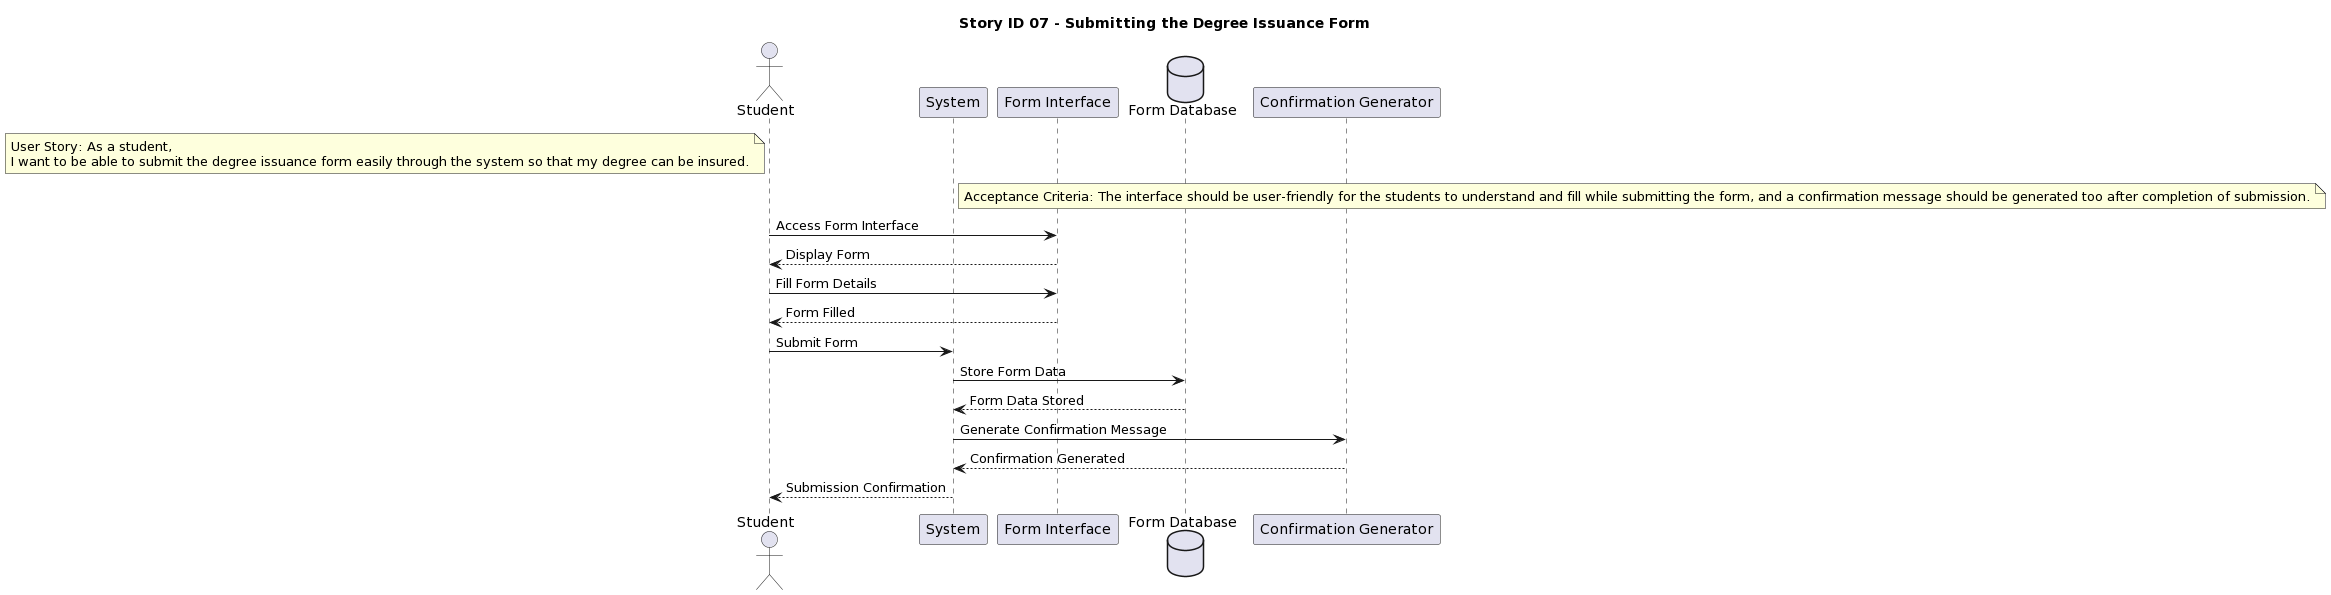 Story ID 07 - Submitting the Degree Issuance Form
Student
System
Form Interface
Form Database
Confirmation Generator
User Story: As a student,
I want to be able to submit the degree issuance form easily through the system so that my degree can be insured.
Acceptance Criteria: The interface should be user-friendly for the students to understand and fill while submitting the form, and a confirmation message should be generated too after completion of submission.
Access Form Interface
Display Form
Fill Form Details
Form Filled
Submit Form
Store Form Data
Form Data Stored
Generate Confirmation Message
Confirmation Generated
Submission Confirmation
Student
System
Form Interface
Form Database
Confirmation Generator